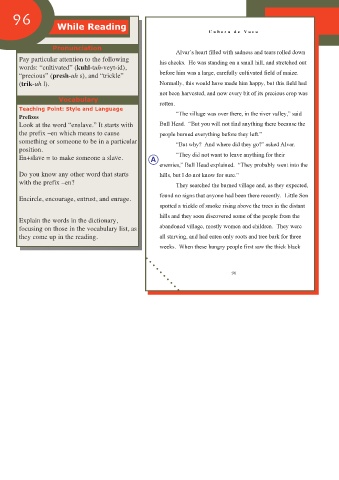 96
While Reading
Pronunciation
Pay particular attention to the following
words: “cultivated” (kuhl-tuh-veyt-id),
“precious” (presh-uh s), and “trickle”
(trik-uh l).
Vocabulary
Teaching Point: Style and Language
Prefixes
Look at the word “enslave.” It starts with
the prefix –en which means to cause
something or someone to be in a particular
position.
En+slave = to make someone a slave.
Do you know any other word that starts
with the prefix –en?
Encircle, encourage, entrust, and enrage.
Explain the words in the dictionary,
focusing on those in the vocabulary list, as
they come up in the reading.
Cabeza de Vaca
Alvar’s heart filled with sadness and tears rolled down
his cheeks. He was standing on a small hill, and stretched out
before him was a large, carefully cultivated field of maize.
Normally, this would have made him happy, but this field had
not been harvested, and now every bit of its precious crop was
rotten.
“The village was over there, in the river valley,” said
Bull Head. “But you will not find anything there because the
people burned everything before they left.”
“But why? And where did they go?” asked Alvar.
“They did not want to leave anything for their
A
enemies,” Bull Head explained. “They probably went into the
hills, but I do not know for sure.”
They searched the burned village and, as they expected,
found no signs that anyone had been there recently. Little Son
spotted a trickle of smoke rising above the trees in the distant
hills and they soon discovered some of the people from the
abandoned village, mostly women and children. They were
all starving, and had eaten only roots and tree bark for three
weeks. When these hungry people first saw the thick black